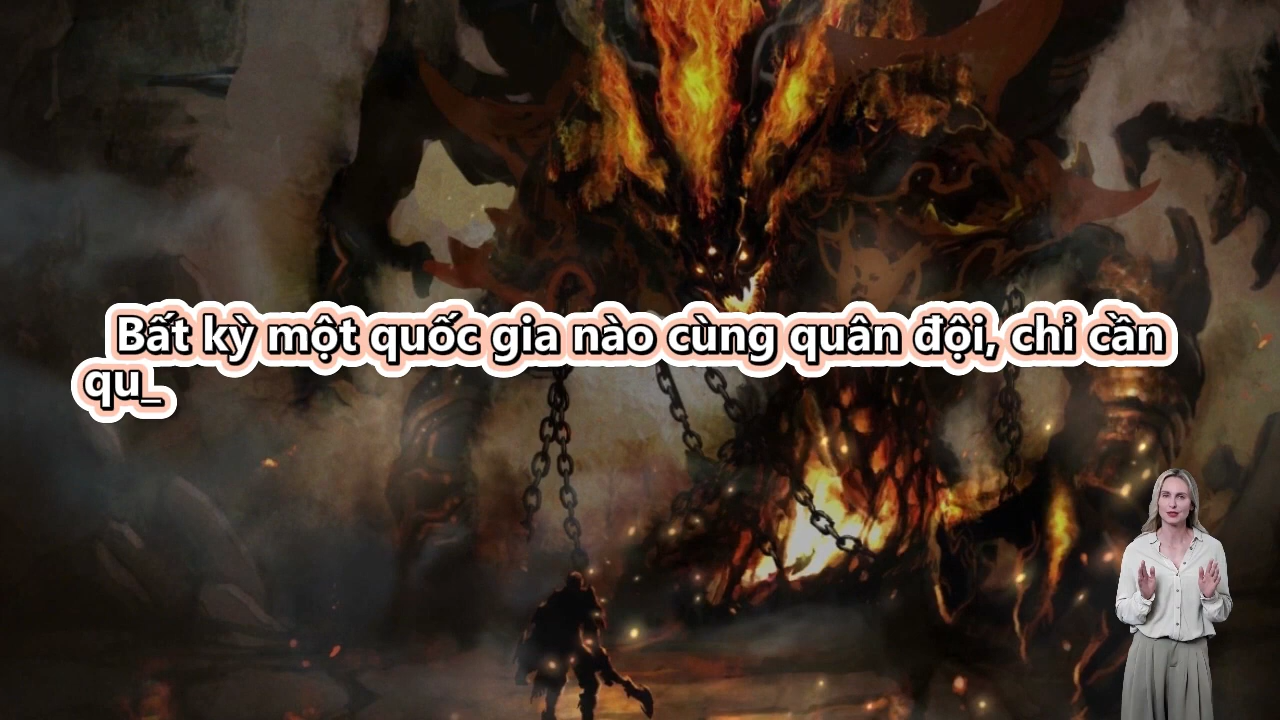 Bất kỳ một quốc gia nào cùng quân đội, chỉ cần
qu_